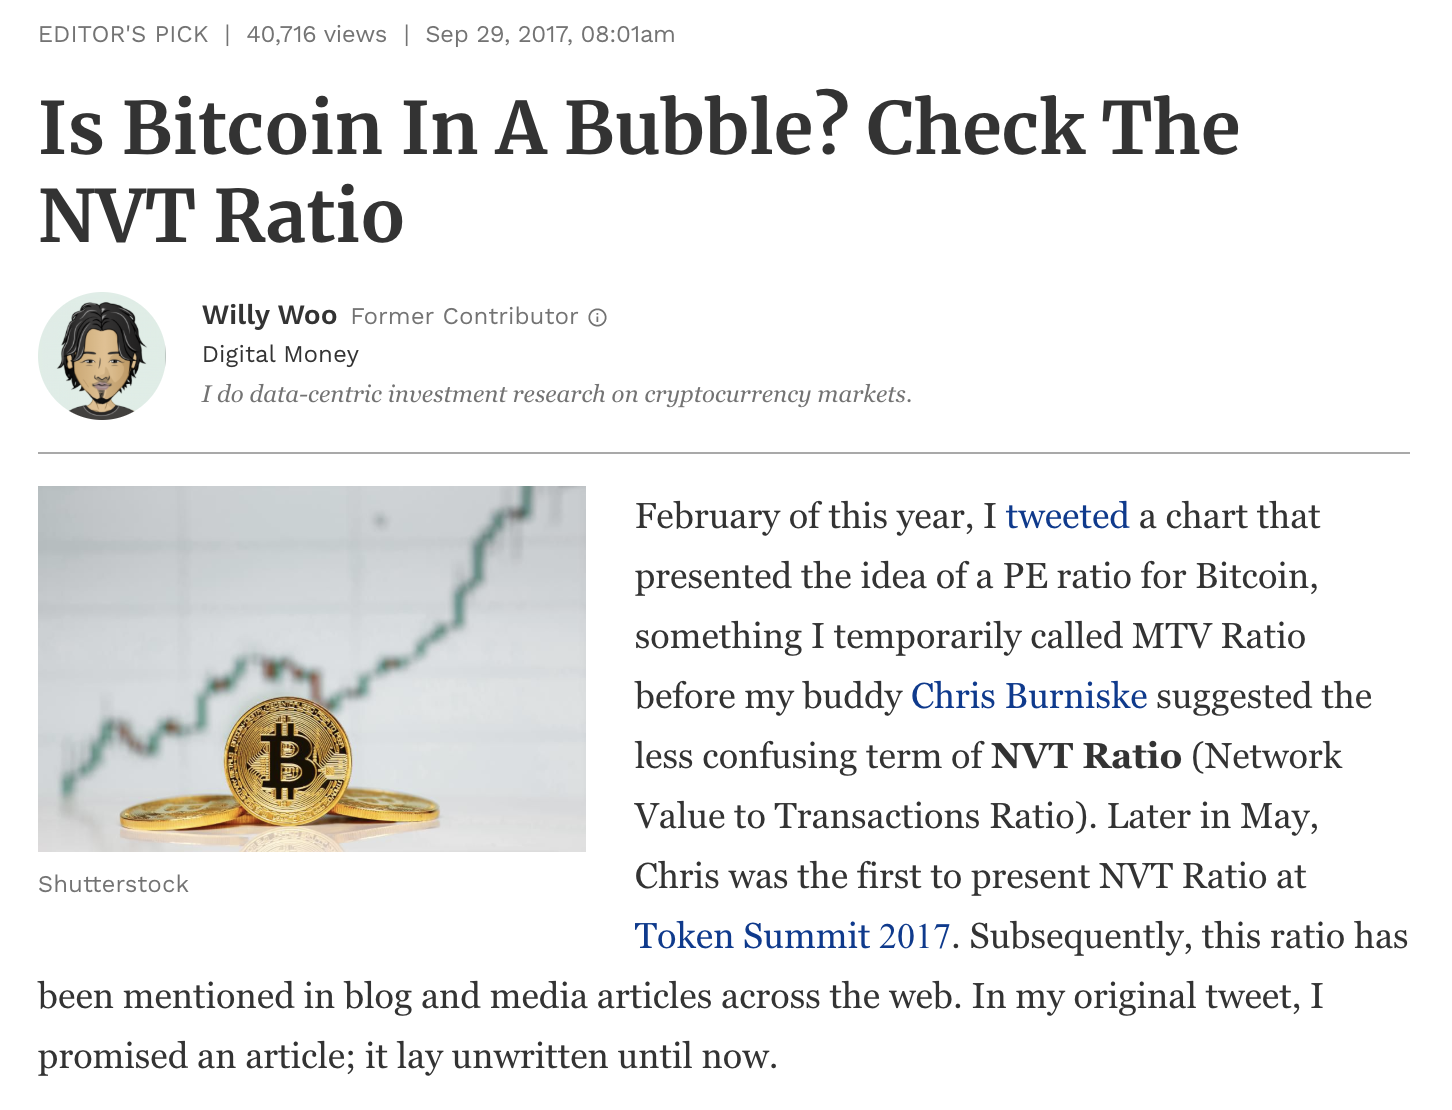 EDITOR'S PICK | 40,716 views | Sep 29, 2017, 08:01am
Is Bitcoin In A Bubble? Check The
NVT Ratio
Willy Woo Former Contributor
Digital Money
I do data-centric investment research on cryptocurrency markets.
February of this year, I tweeted a chart that
presented the idea of a PE ratio for Bitcoin,
something I temporarily called MTV Ratio
before my buddy Chris Burniske suggested the
less confusing term of NVT Ratio (Network
Value to Transactions Ratio). Later in May,
Chris was the first to present NVT Ratio at
Token Summit 2017. Subsequently, this ratio has
been mentioned in blog and media articles across the web. In my original tweet, I
promised an article; it lay unwritten until now.
Shutterstock